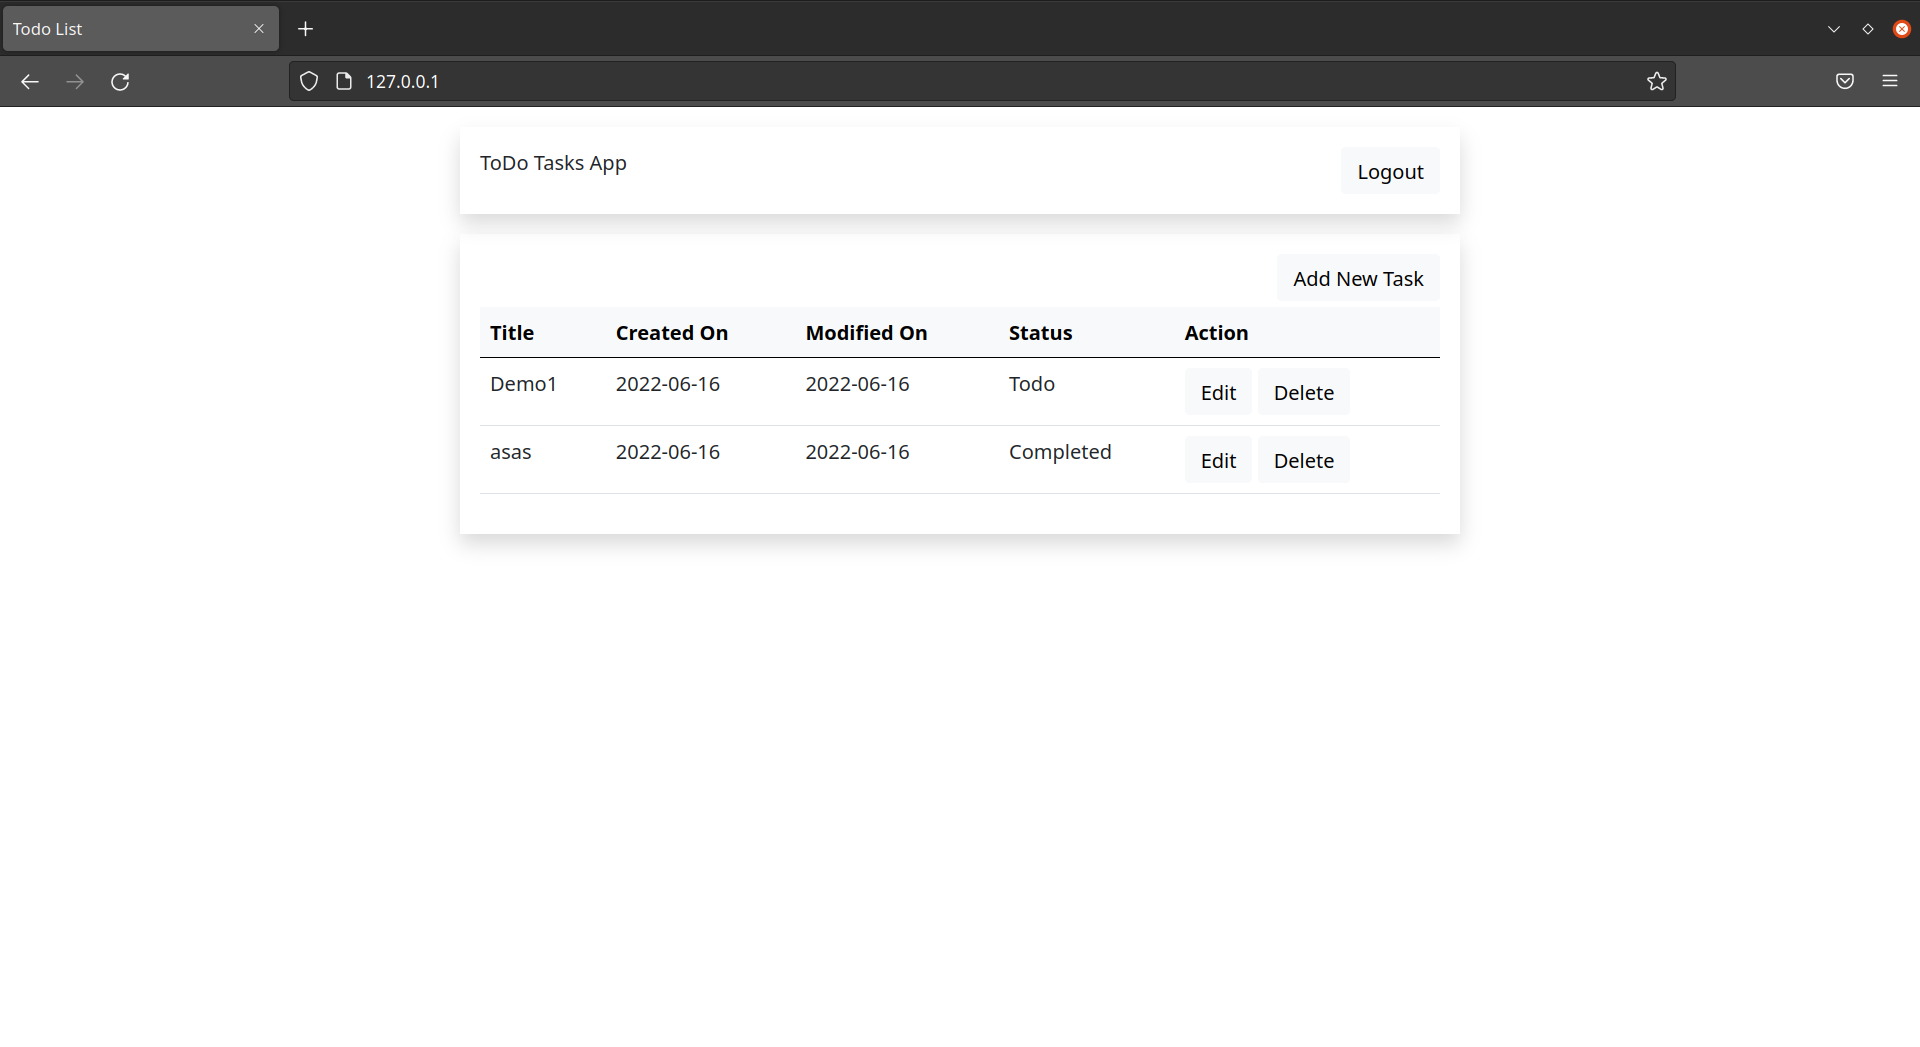 Todo List
127.0.0.1
ToDo Tasks App Logout
Add New Task
Title Created On Modified On Status Action
Demo1 2022-06-16 2022-06-16 Todo Edit Delete
asas 2022-06-16 2022-06-16 Completed Edit Delete